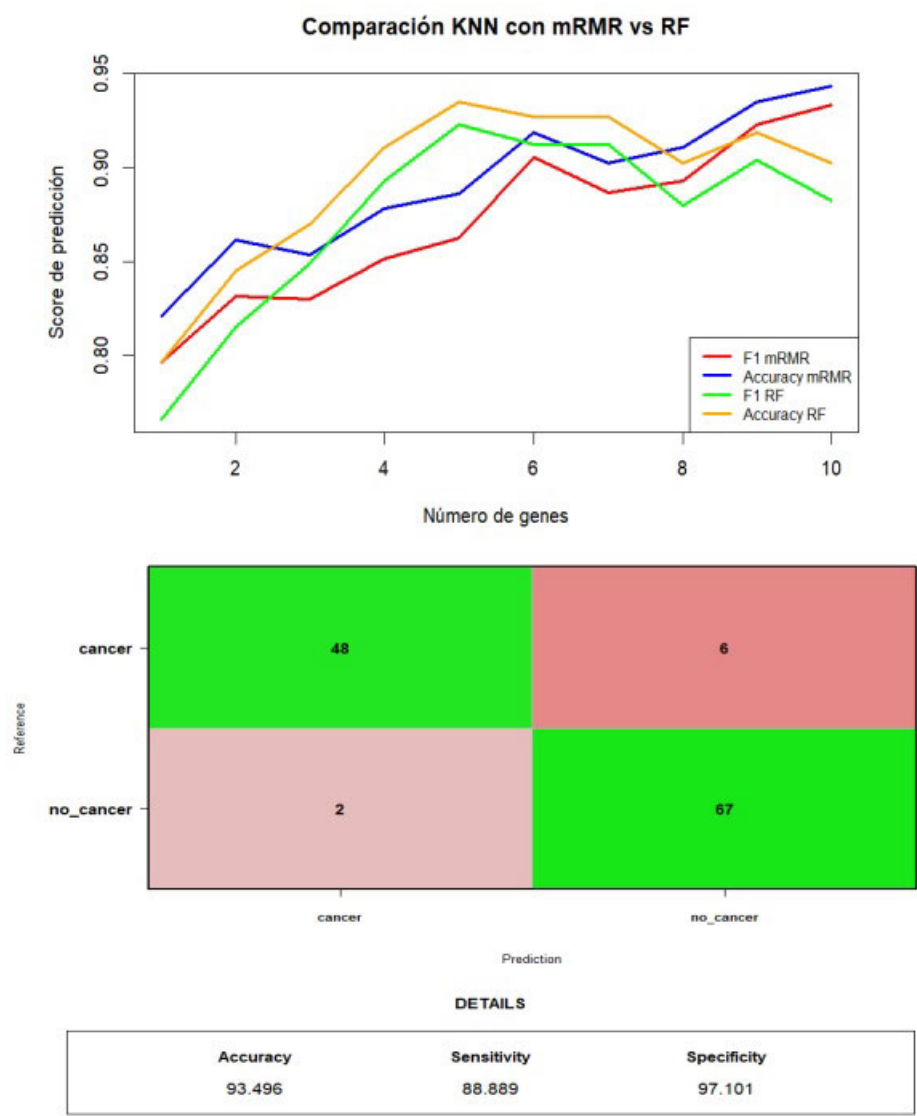 Comparación KNN con mRMR vs RF
Score de predicción
0.95
0.90
0.85
0.80
F1 mRMR
Accuracy mRMR
F1 RF
Accuracy RF
2 4 6 8 10
Número de genes
Reference
cancer 48 6
no_cancer 2 67
cancer no_cancer
Prediction
DETAILS
Accuracy Sensitivity Specificity
93.496 88.889 97.101